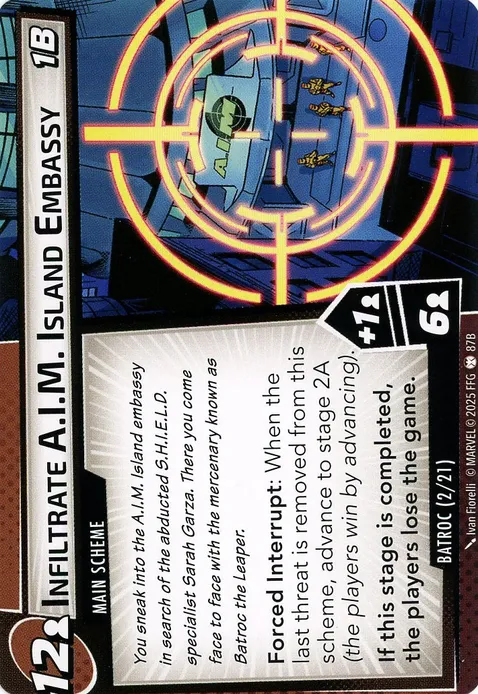 12
INFILTRATE A.I.M. ISLAND EMBASSY 1B
MAIN SCHEME
A.I.M.
You sneak into the A.I.M. Island embassy
in search of the abducted S.H.I.E.L.D.
specialist Sarah Garza. There you come
face to face with the mercenary known as
Batroc the Leaper.
Forced Interrupt: When the
last threat is removed from this
scheme, advance to stage 2A
(the players win by advancing).
If this stage is completed,
the players lose the game.
+1
6
BATROC (2/21)
Ivan Fiorelli © MARVEL © 2025 FFG 87B